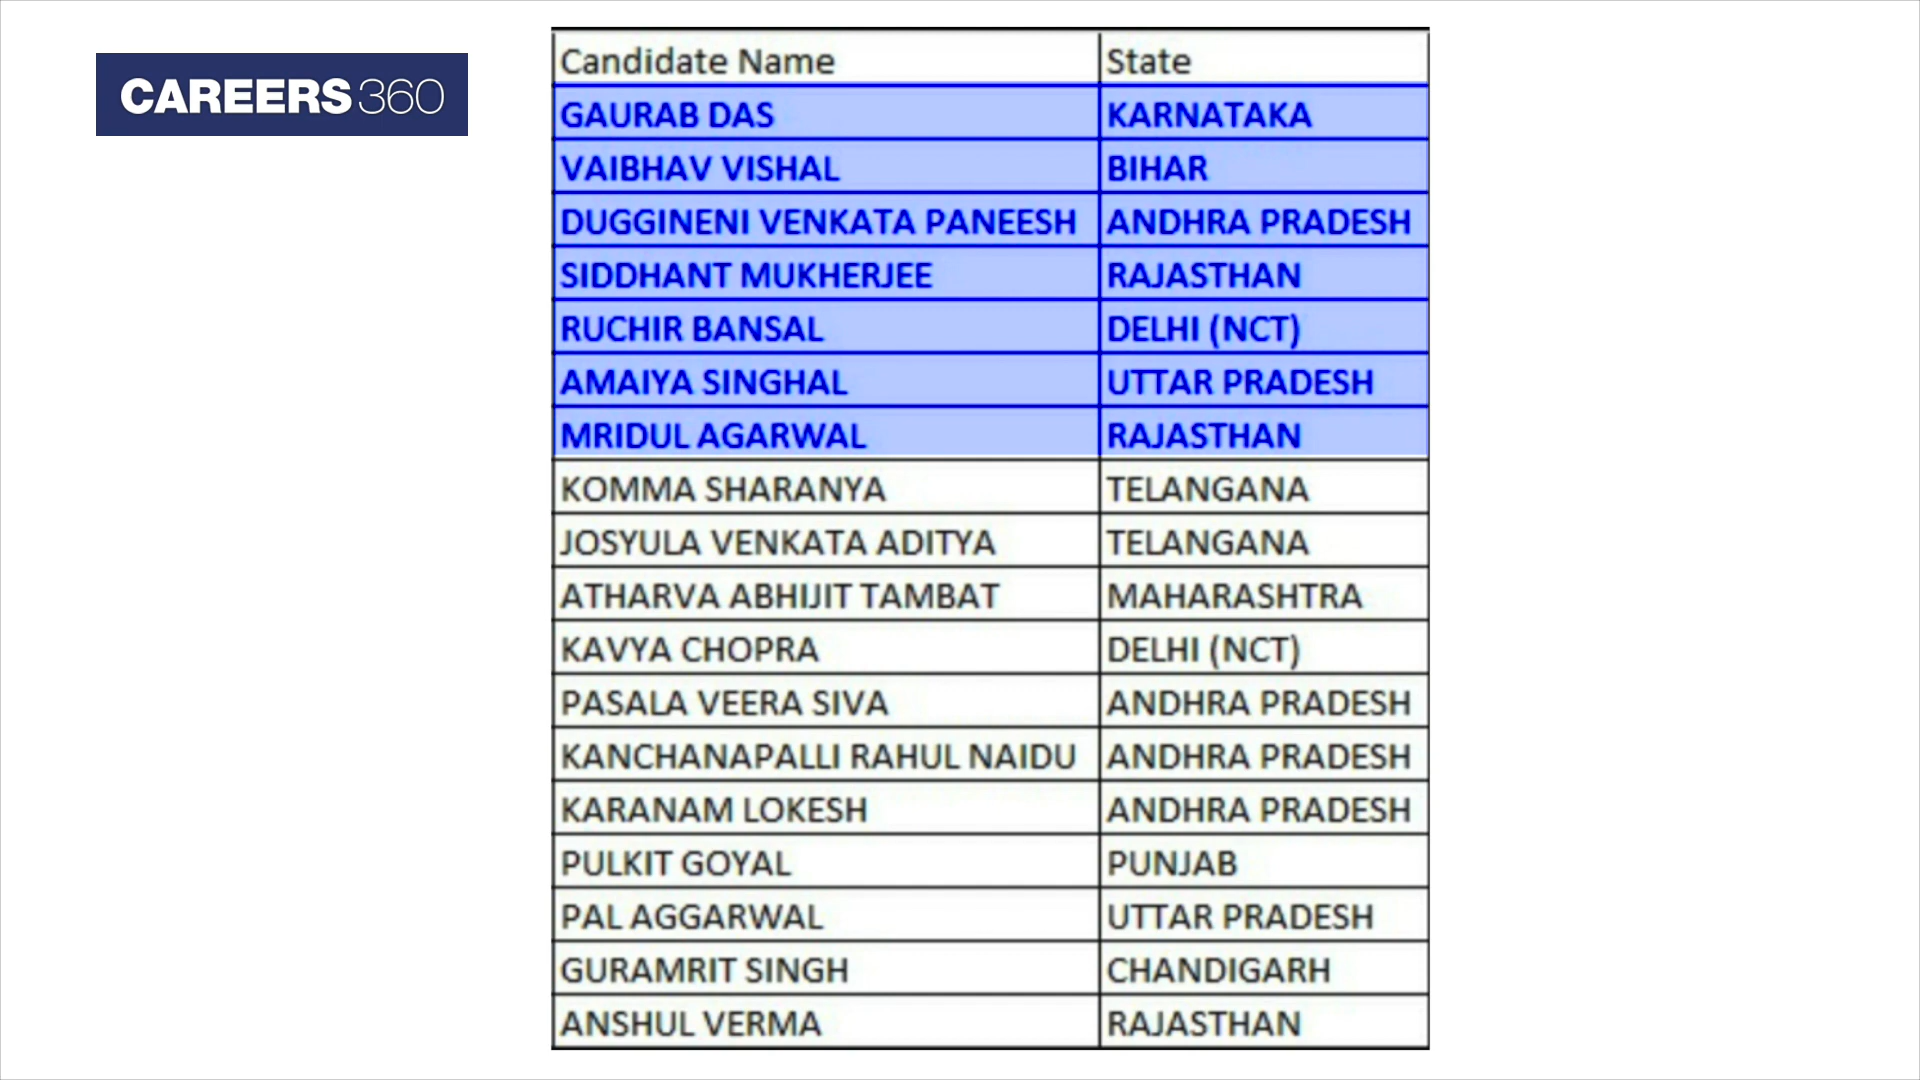 CAREERS360
Candidate Name State
GAURAB DAS KARNATAKA
VAIBHAV VISHAL BIHAR
DUGGINENI VENKATA PANEESH ANDHRA PRADESH
SIDDHANT MUKHERJEE RAJASTHAN
RUCHIR BANSAL DELHI (NCT)
AMAIYA SINGHAL UTTAR PRADESH
MRIDUL AGARWAL RAJASTHAN
KOMMA SHARANYA TELANGANA
JOSYULA VENKATA ADITYA TELANGANA
ATHARVA ABHIJIT TAMBAT MAHARASHTRA
KAVYA CHOPRA DELHI (NCT)
PASALA VEERA SIVA ANDHRA PRADESH
KANCHANAPALLI RAHUL NAIDU ANDHRA PRADESH
KARANAM LOKESH ANDHRA PRADESH
PULKIT GOYAL PUNJAB
PAL AGGARWAL UTTAR PRADESH
GURAMRIT SINGH CHANDIGARH
ANSHUL VERMA RAJASTHAN